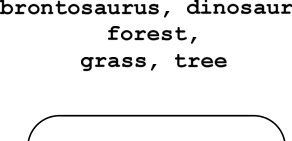 brontosaurus, dinosaur
forest,
grass, tree